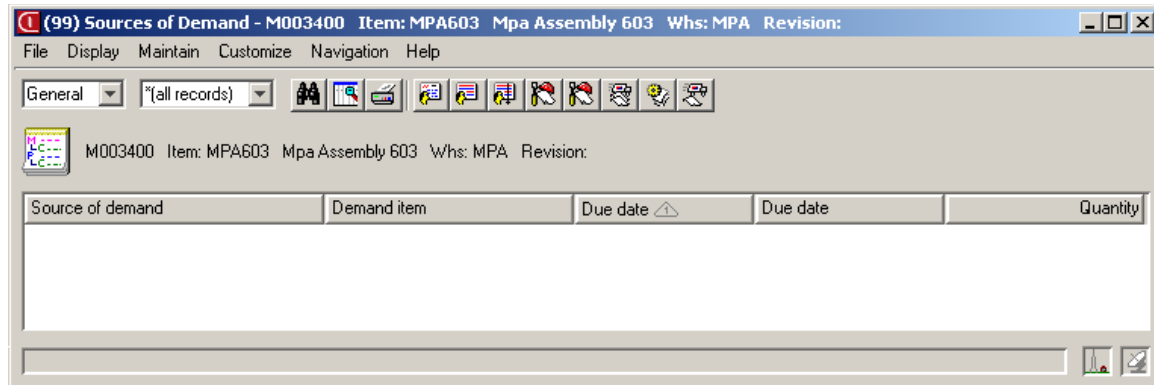 (99) Sources of Demand - M003400 Item: MPA603 Mpa Assembly 603 Whs: MPA Revision:
File Display Maintain Customize Navigation Help
General *(all records)
M003400 Item: MPA603 Mpa Assembly 603 Whs: MPA Revision:
Source of demand Demand item Due date 1 Due date Quantity